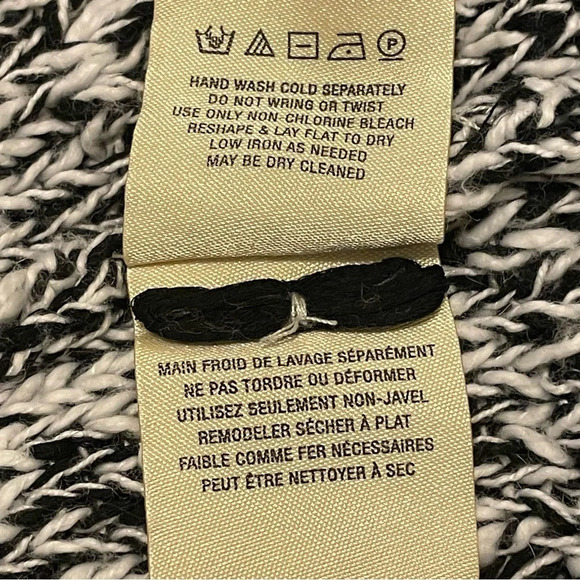 HAND WASH COLD SEPARATELY
DO NOT WRING OR TWIST
USE ONLY NON-CHLORINE BLEACH
RESHAPE & LAY FLAT TO DRY
LOW IRON AS NEEDED
MAY BE DRY CLEANED
MAIN FROID DE LAVAGE SÉPARÉMENT
NE PAS TORDRE OU DÉFORMER
UTILISEZ SEULEMENT NON-JAVEL
REMODELER SÉCHER À PLAT
FAIBLE COMME FER NÉCESSAIRES
PEUT ÊTRE NETTOYER À SEC